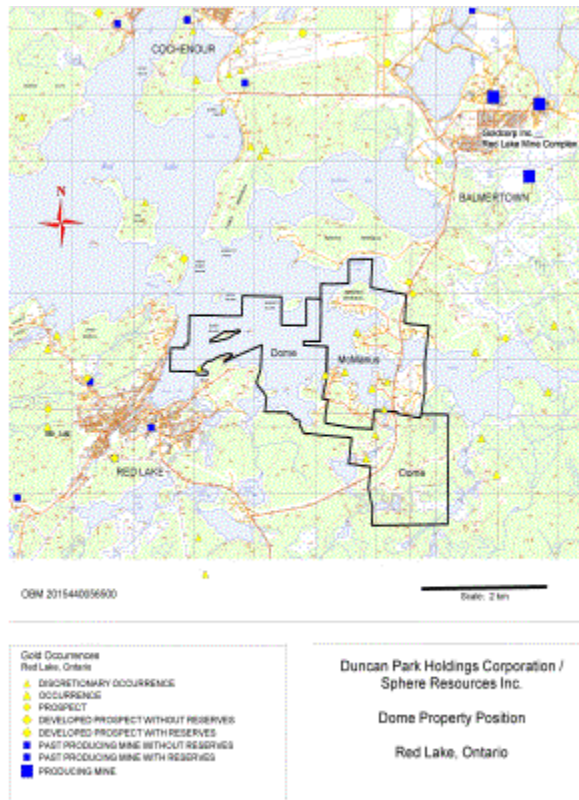 COCHENOUR
Goldcorp Inc.
Red Lake Mine Complex
BALMERTOWN
N
Dome
McManus
RED LAKE
Dome
OBM 2015440056600
Scale: 2 km
Gold Occurrences
Red Lake, Ontario
DISCRETIONARY OCCURRENCE
OCCURRENCE
PROSPECT
DEVELOPED PROSPECT WITHOUT RESERVES
DEVELOPED PROSPECT WITH RESERVES
PAST PRODUCING MINE WITHOUT RESERVES
PAST PRODUCING MINE WITH RESERVES
PRODUCING MINE
Duncan Park Holdings Corporation /
Sphere Resources Inc.
Dome Property Position
Red Lake, Ontario